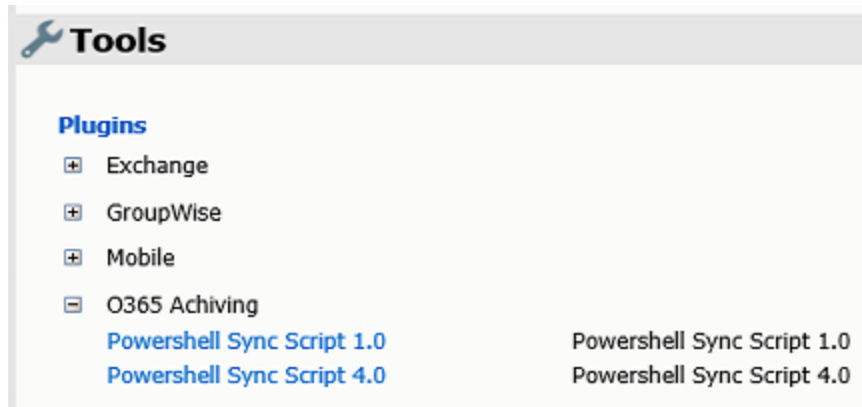 Tools
Plugins
Exchange
GroupWise
Mobile
O365 Achiving
Powershell Sync Script 1.0 Powershell Sync Script 1.0
Powershell Sync Script 4.0 Powershell Sync Script 4.0